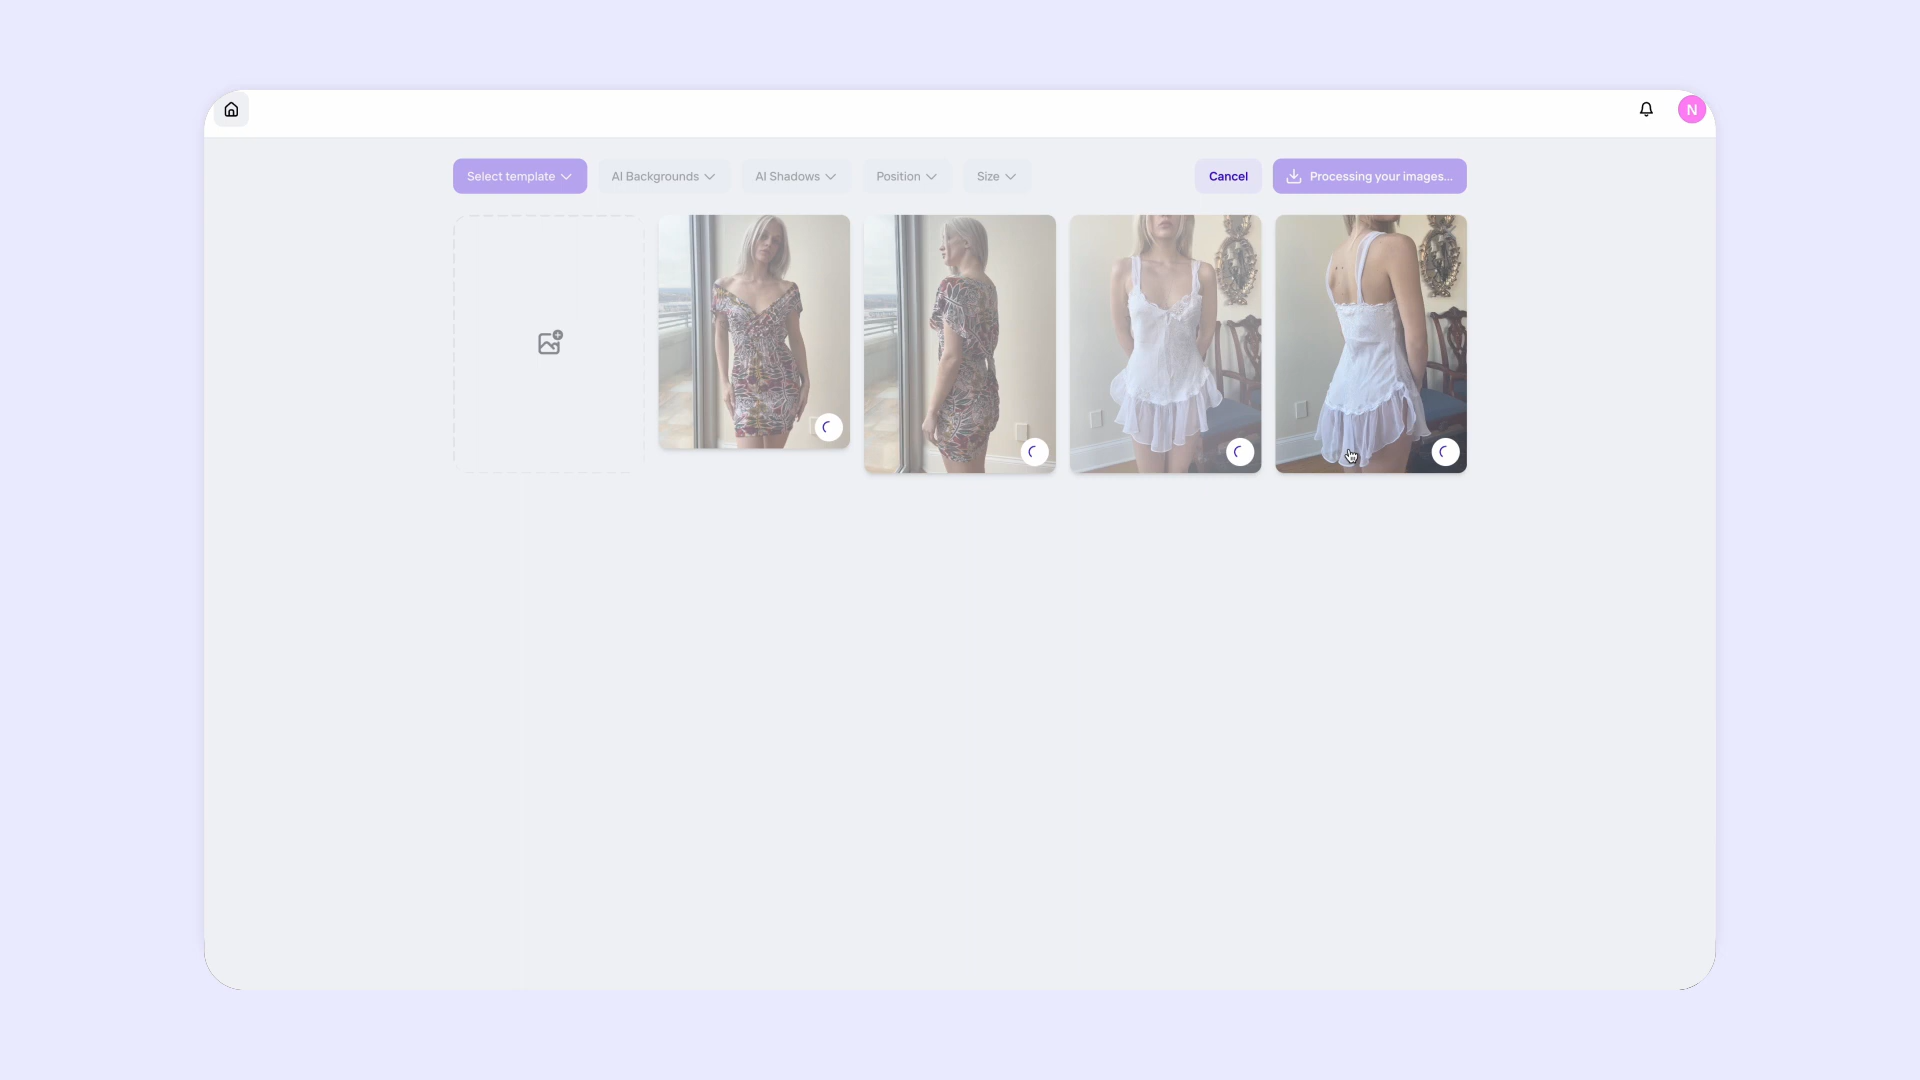 N
Select template
AI Backgrounds
AI Shadows
Position
Size
Cancel
Processing your images...